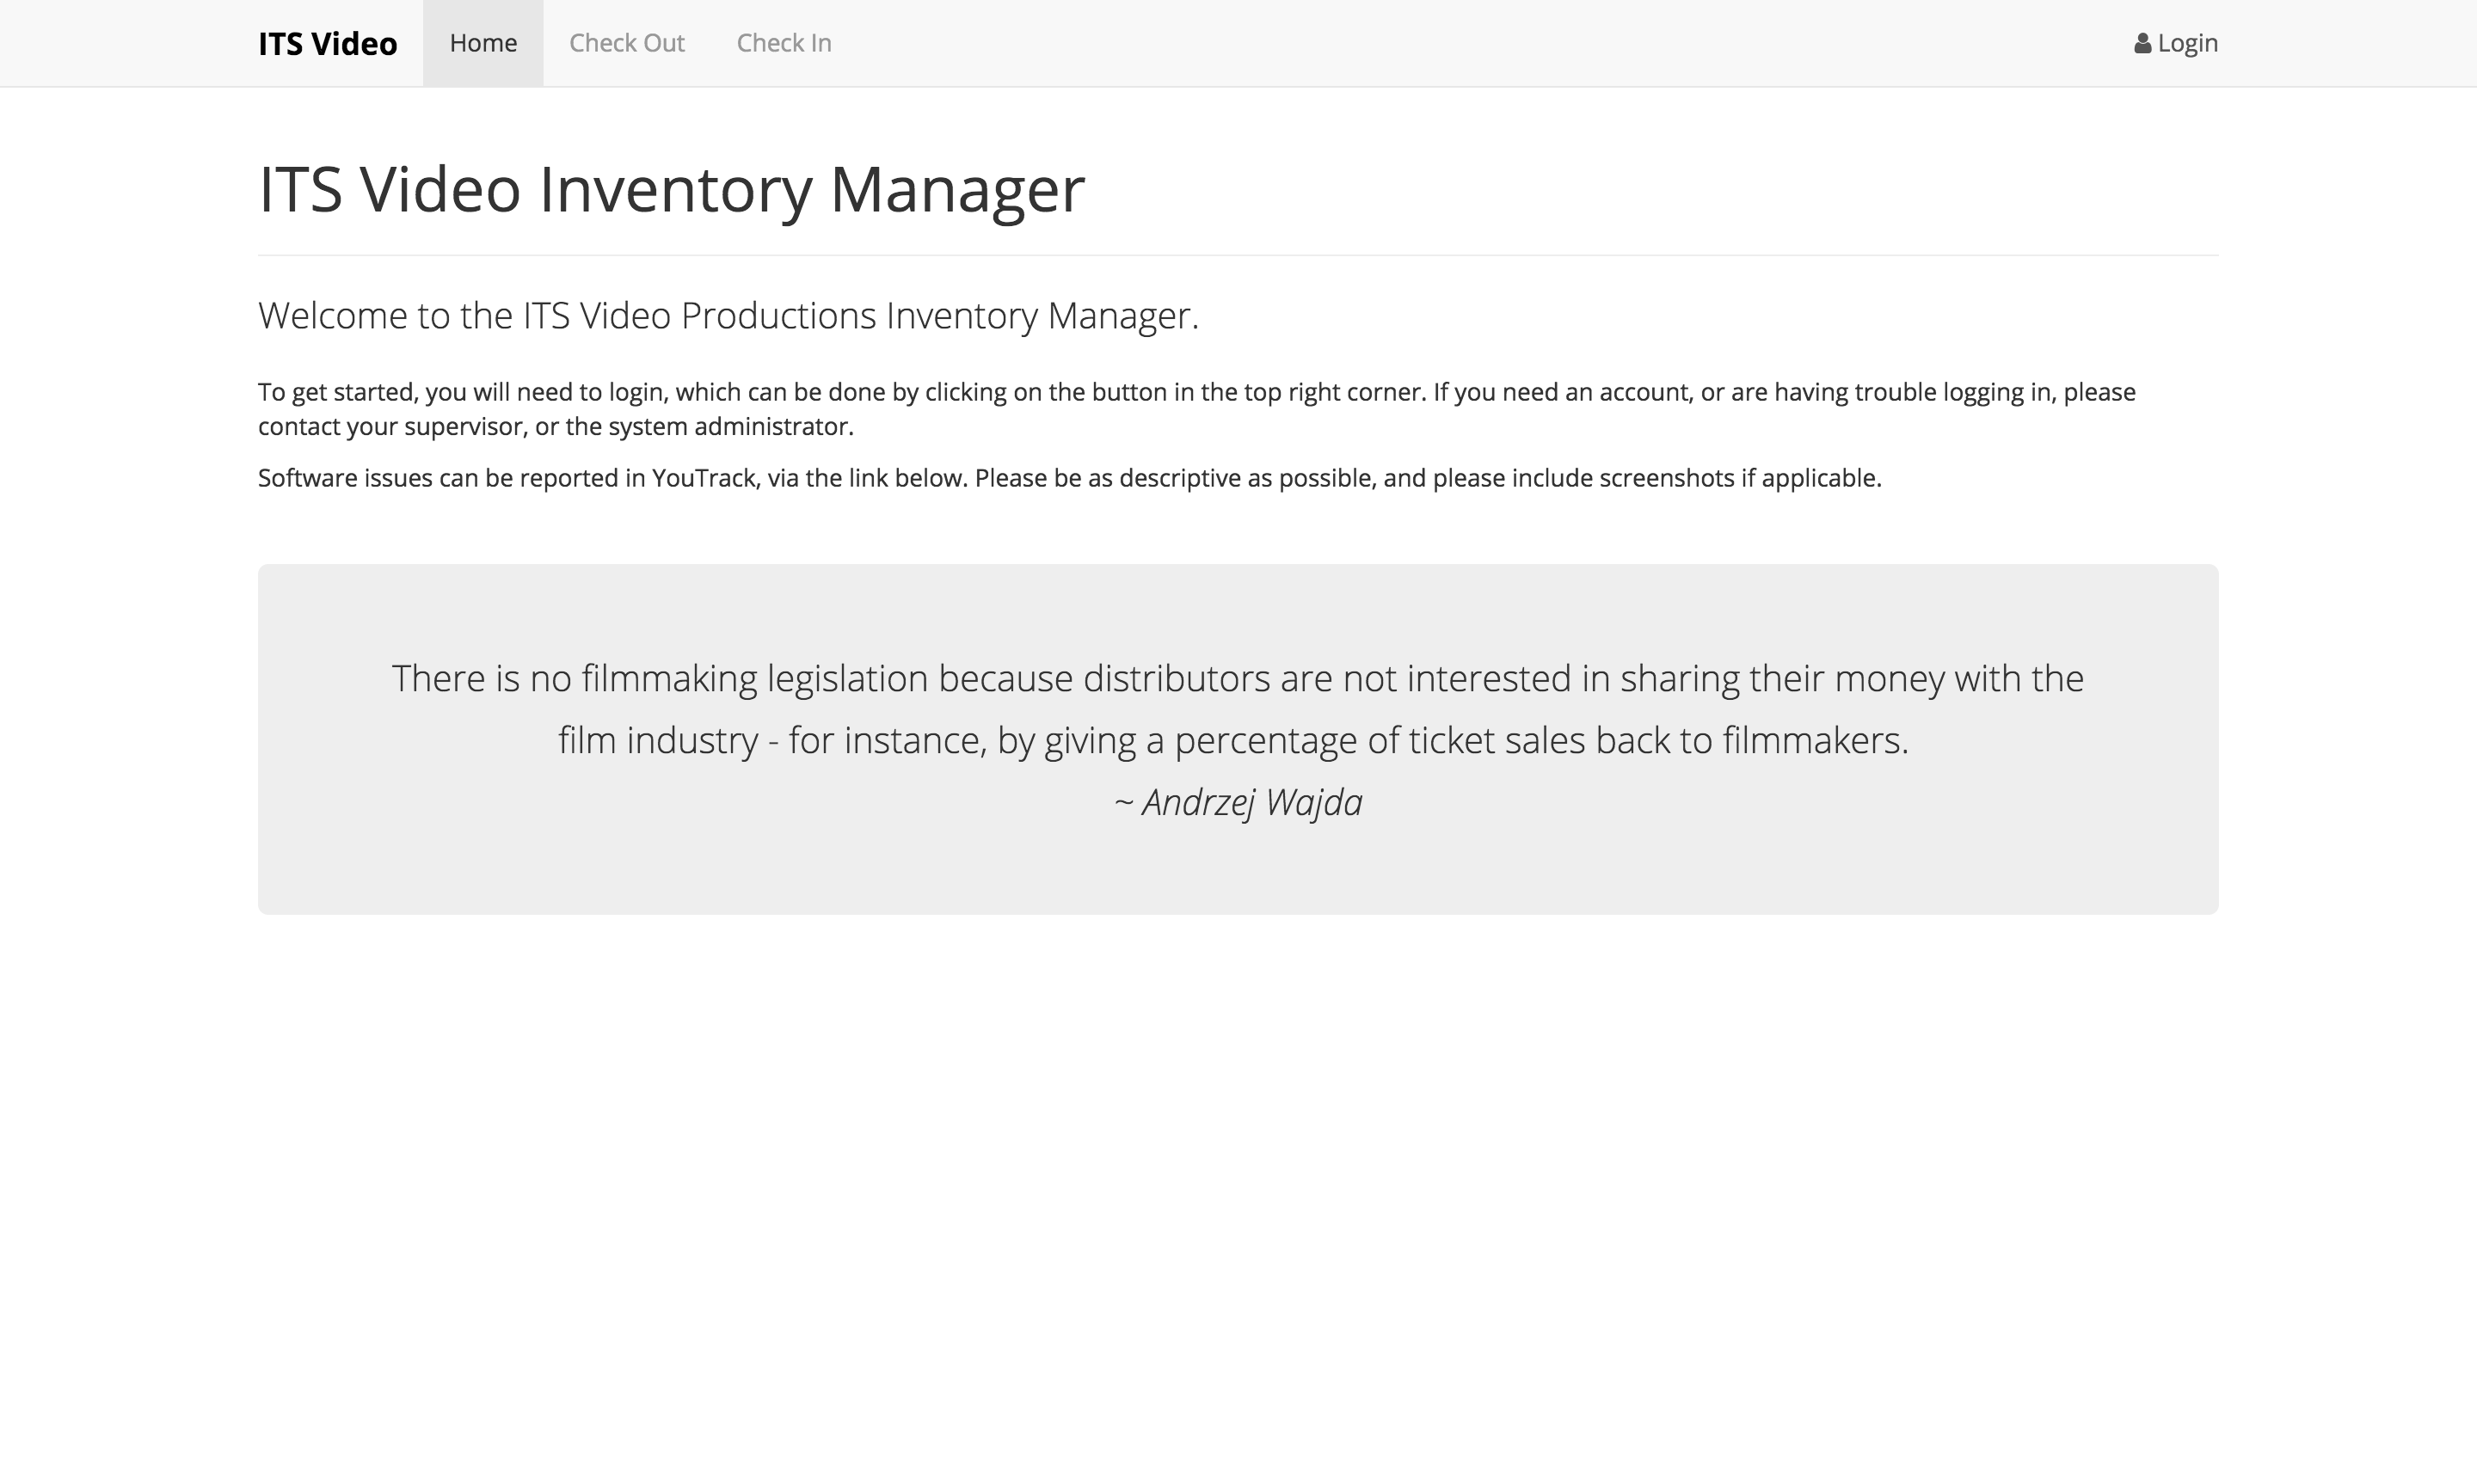 ITS Video Home Check Out Check In Login
ITS Video Inventory Manager
Welcome to the ITS Video Productions Inventory Manager.
To get started, you will need to login, which can be done by clicking on the button in the top right corner. If you need an account, or are having trouble logging in, please
contact your supervisor, or the system administrator.
Software issues can be reported in YouTrack, via the link below. Please be as descriptive as possible, and please include screenshots if applicable.
There is no filmmaking legislation because distributors are not interested in sharing their money with the
film industry - for instance, by giving a percentage of ticket sales back to filmmakers.
~ Andrzej Wajda